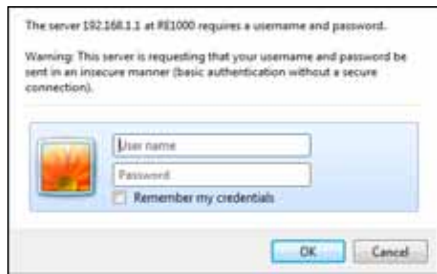 The server 192.168.1.1 at RE1000 requires a username and password.
Warning: This server is requesting that your username and password be
sent in an insecure manner (basic authentication without a secure
connection).
User name
Password
Remember my credentials
OK
Cancel